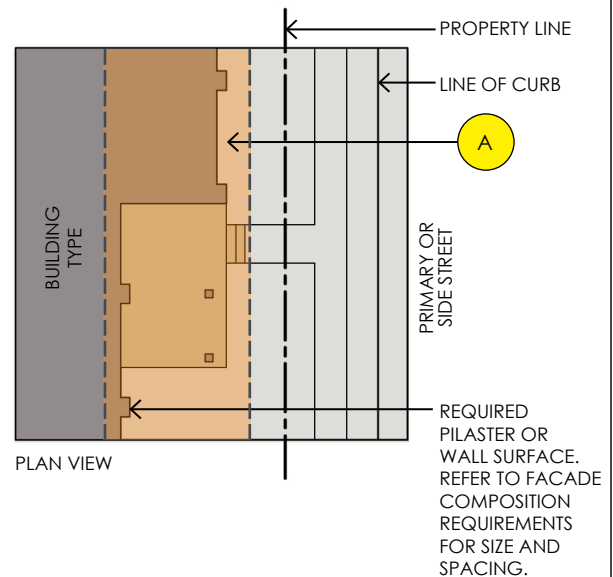 PROPERTY LINE
LINE OF CURB
A
BUILDING
TYPE
PRIMARY OR
SIDE STREET
REQUIRED
PILASTER OR
WALL SURFACE.
REFER TO FACADE
COMPOSITION
REQUIREMENTS
FOR SIZE AND
SPACING.
PLAN VIEW